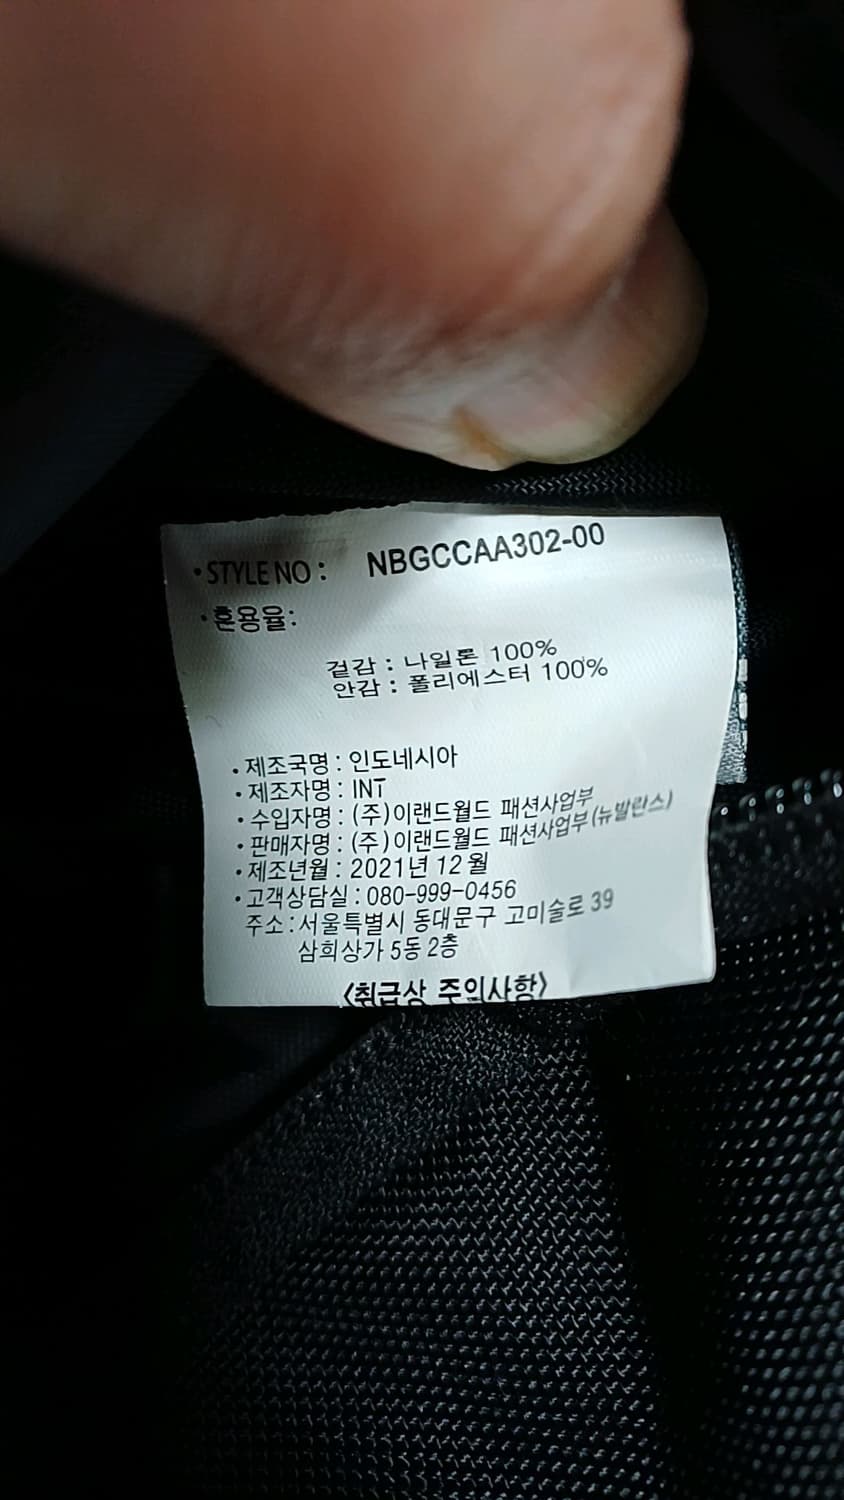 ·STYLE NO : NBGCCAA302-00
·혼용율:
겉감 : 나일론 100%
안감 : 폴리에스터 100%
·제조국명 : 인도네시아
·제조자명 : INT
·수입자명 : (주)이랜드월드 패션사업부
·판매자명 : (주)이랜드월드 패션사업부(뉴발란스)
·제조년월 : 2021년 12월
·고객상담실 : 080-999-0456
주소 : 서울특별시 동대문구 고미술로 39
삼희상가 5동 2층
<취급상 주의사항>